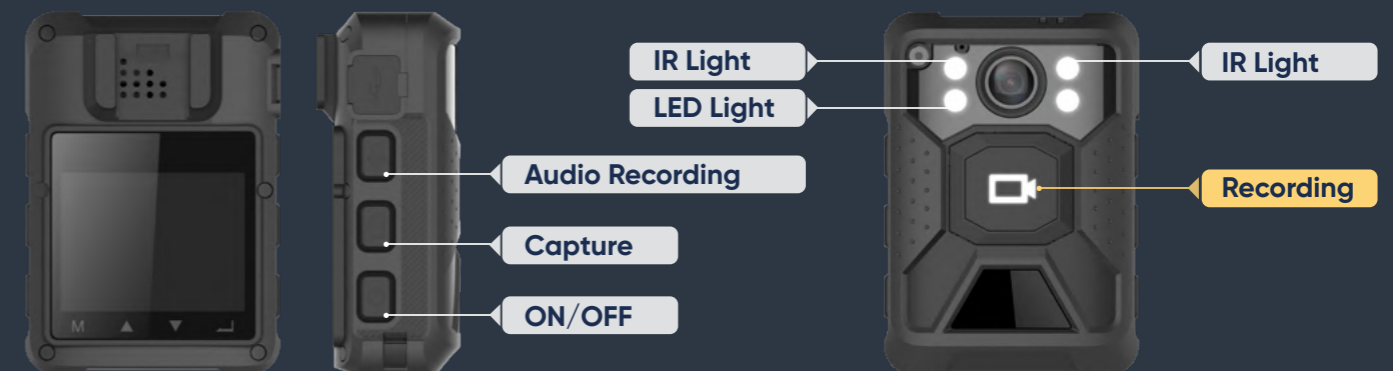 IR Light
IR Light
LED Light
Audio Recording
Recording
Capture
ON/OFF
M